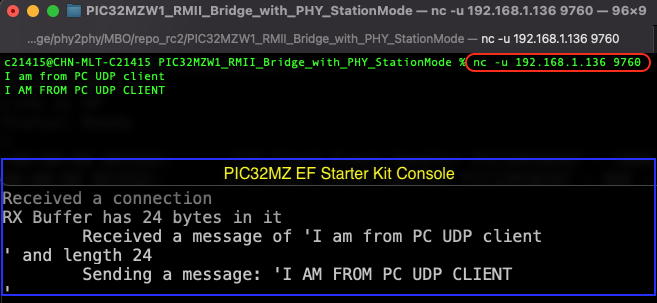 PIC32MZW1_RMII_Bridge_with_PHY_StationMode — nc -u 192.168.1.136 9760 — 96×9
...ge/phy2phy/MBO/repo_rc2/PIC32MZW1_RMII_Bridge_with_PHY_StationMode — nc -u 192.168.1.136 9760
c21415@CHN-MLT-C21415 PIC32MZW1_RMII_Bridge_with_PHY_StationMode % nc -u 192.168.1.136 9760
I am from PC UDP client
I AM FROM PC UDP CLIENT
PIC32MZ EF Starter Kit Console
Received a connection
RX Buffer has 24 bytes in it
Received a message of 'I am from PC UDP client
' and length 24
Sending a message: 'I AM FROM PC UDP CLIENT
'